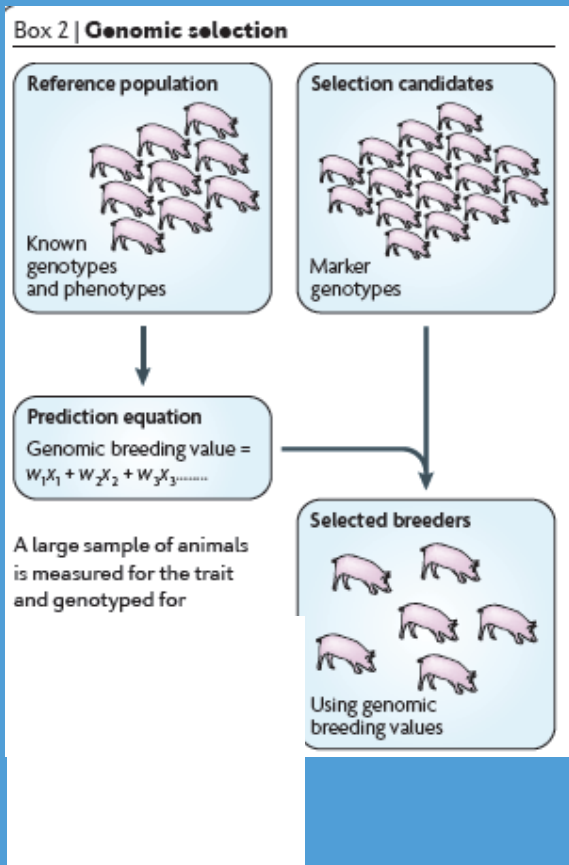 Box 2 | Genomic selection
Reference population
Known
genotypes
and phenotypes
Selection candidates
Marker
genotypes
Prediction equation
Genomic breeding value =
w₁x₁ + w₂x₂ + w₃x₃........
A large sample of animals
is measured for the trait
and genotyped for
Selected breeders
Using genomic
breeding values